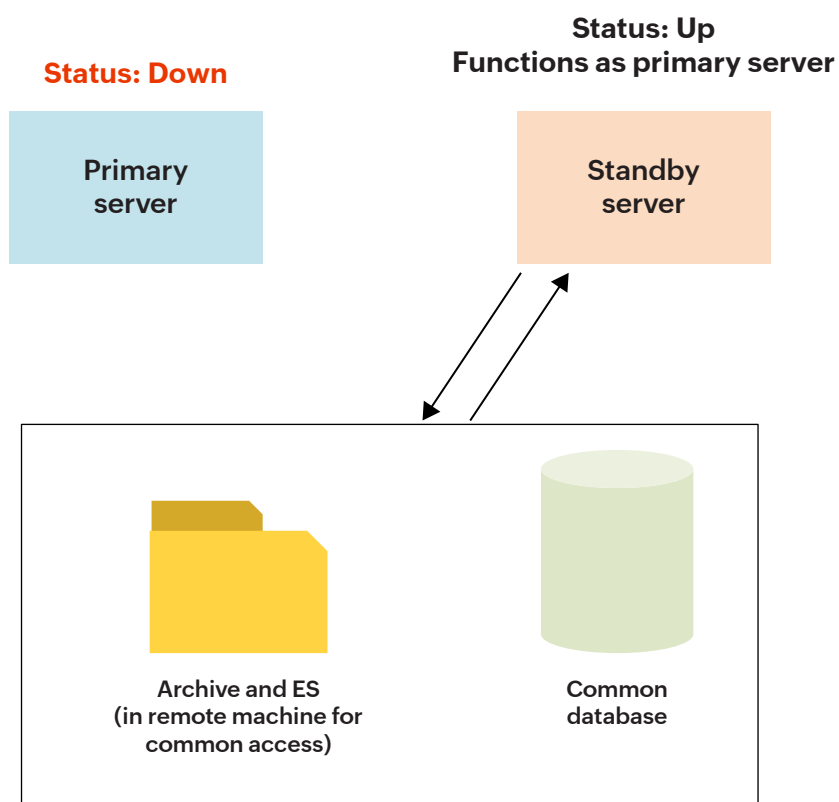 Status: Down
Status: Up
Functions as primary server
Primary
server
Standby
server
Archive and ES
(in remote machine for
common access)
Common
database